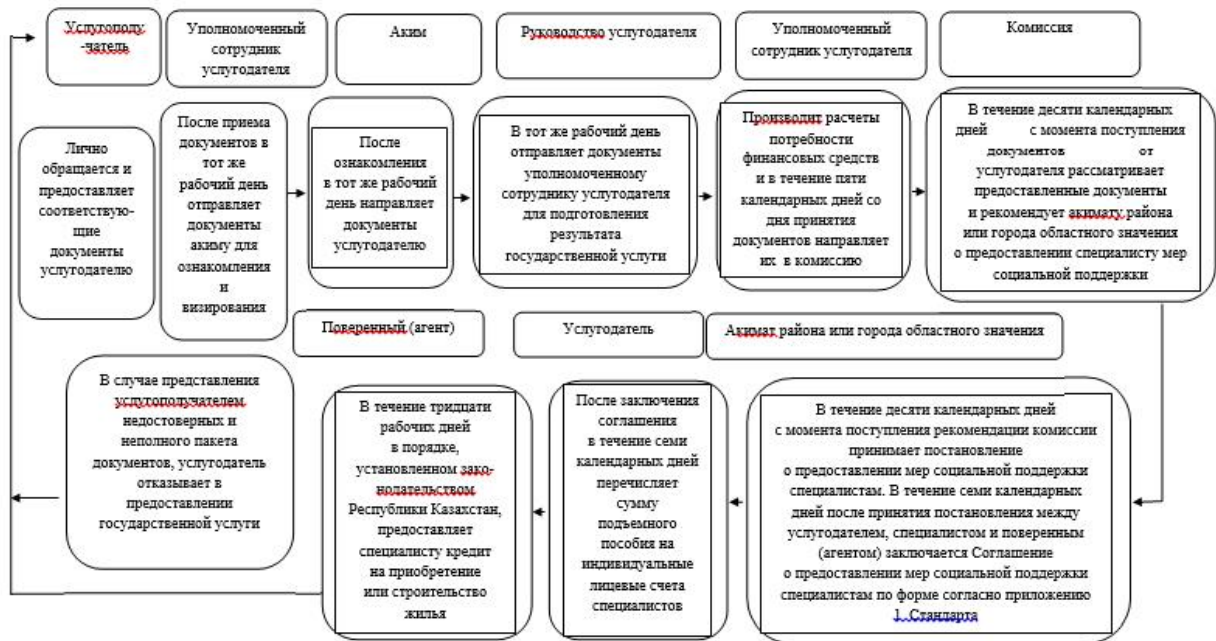 Услугополу
-чатель
Уполномоченный
сотрудник
услугодателя
Аким
Руководство услугодателя
Уполномоченный
сотрудник услугодателя
Комиссия
Лично
обращается и
предоставляет
соответствую-
щие
документы
услугодателю
После приема
документов в
тот же
рабочий день
отправляет
документы
акиму для
ознакомления
и
визирования
После
ознакомления
в тот же рабочий
день направляет
документы
услугодателю
В тот же рабочий день
отправляет документы
уполномоченному
сотруднику услугодателя
для подготовления
результата
государственной услуги
Производит расчеты
потребности
финансовых средств
и в течение пяти
календарных дней со
дня принятия
документов направляет
их в комиссию
В течение десяти календарных
дней с момента поступления
документов от
услугодателя рассматривает
предоставленные документы
и рекомендует акимату района
или города областного значения
о предоставлении специалисту мер
социальной поддержки
Поверенный (агент)
Услугодатель
Акимат района или города областного значения
В случае представления
услугополучателем
недостоверных и
неполного пакета
документов, услугодатель
отказывает в
предоставлении
государственной услуги
В течение тридцати
рабочих дней
в порядке,
установленном зако-
нодательством
Республики Казахстан,
предоставляет
специалисту кредит
на приобретение
или строительство
жилья
После заключения
соглашения
в течение семи
календарных дней
перечисляет
сумму
подъемного
пособия на
индивидуальные
лицевые счета
специалистов
В течение десяти календарных дней
с момента поступления рекомендации комиссии
принимает постановление
о предоставлении мер социальной поддержки
специалистам. В течение семи календарных
дней после принятия постановления между
услугодателем, специалистом и поверенным
(агентом) заключается Соглашение
о предоставлении мер социальной поддержки
специалистам по форме согласно приложению
1 Стандарта